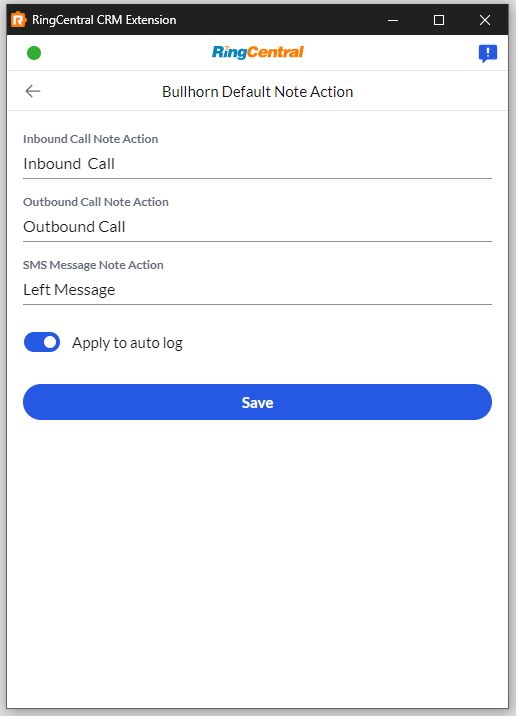 RingCentral CRM Extension
RingCentral
Bullhorn Default Note Action
Inbound Call Note Action
Inbound  Call
Outbound Call Note Action
Outbound Call
SMS Message Note Action
Left Message
Apply to auto log
Save